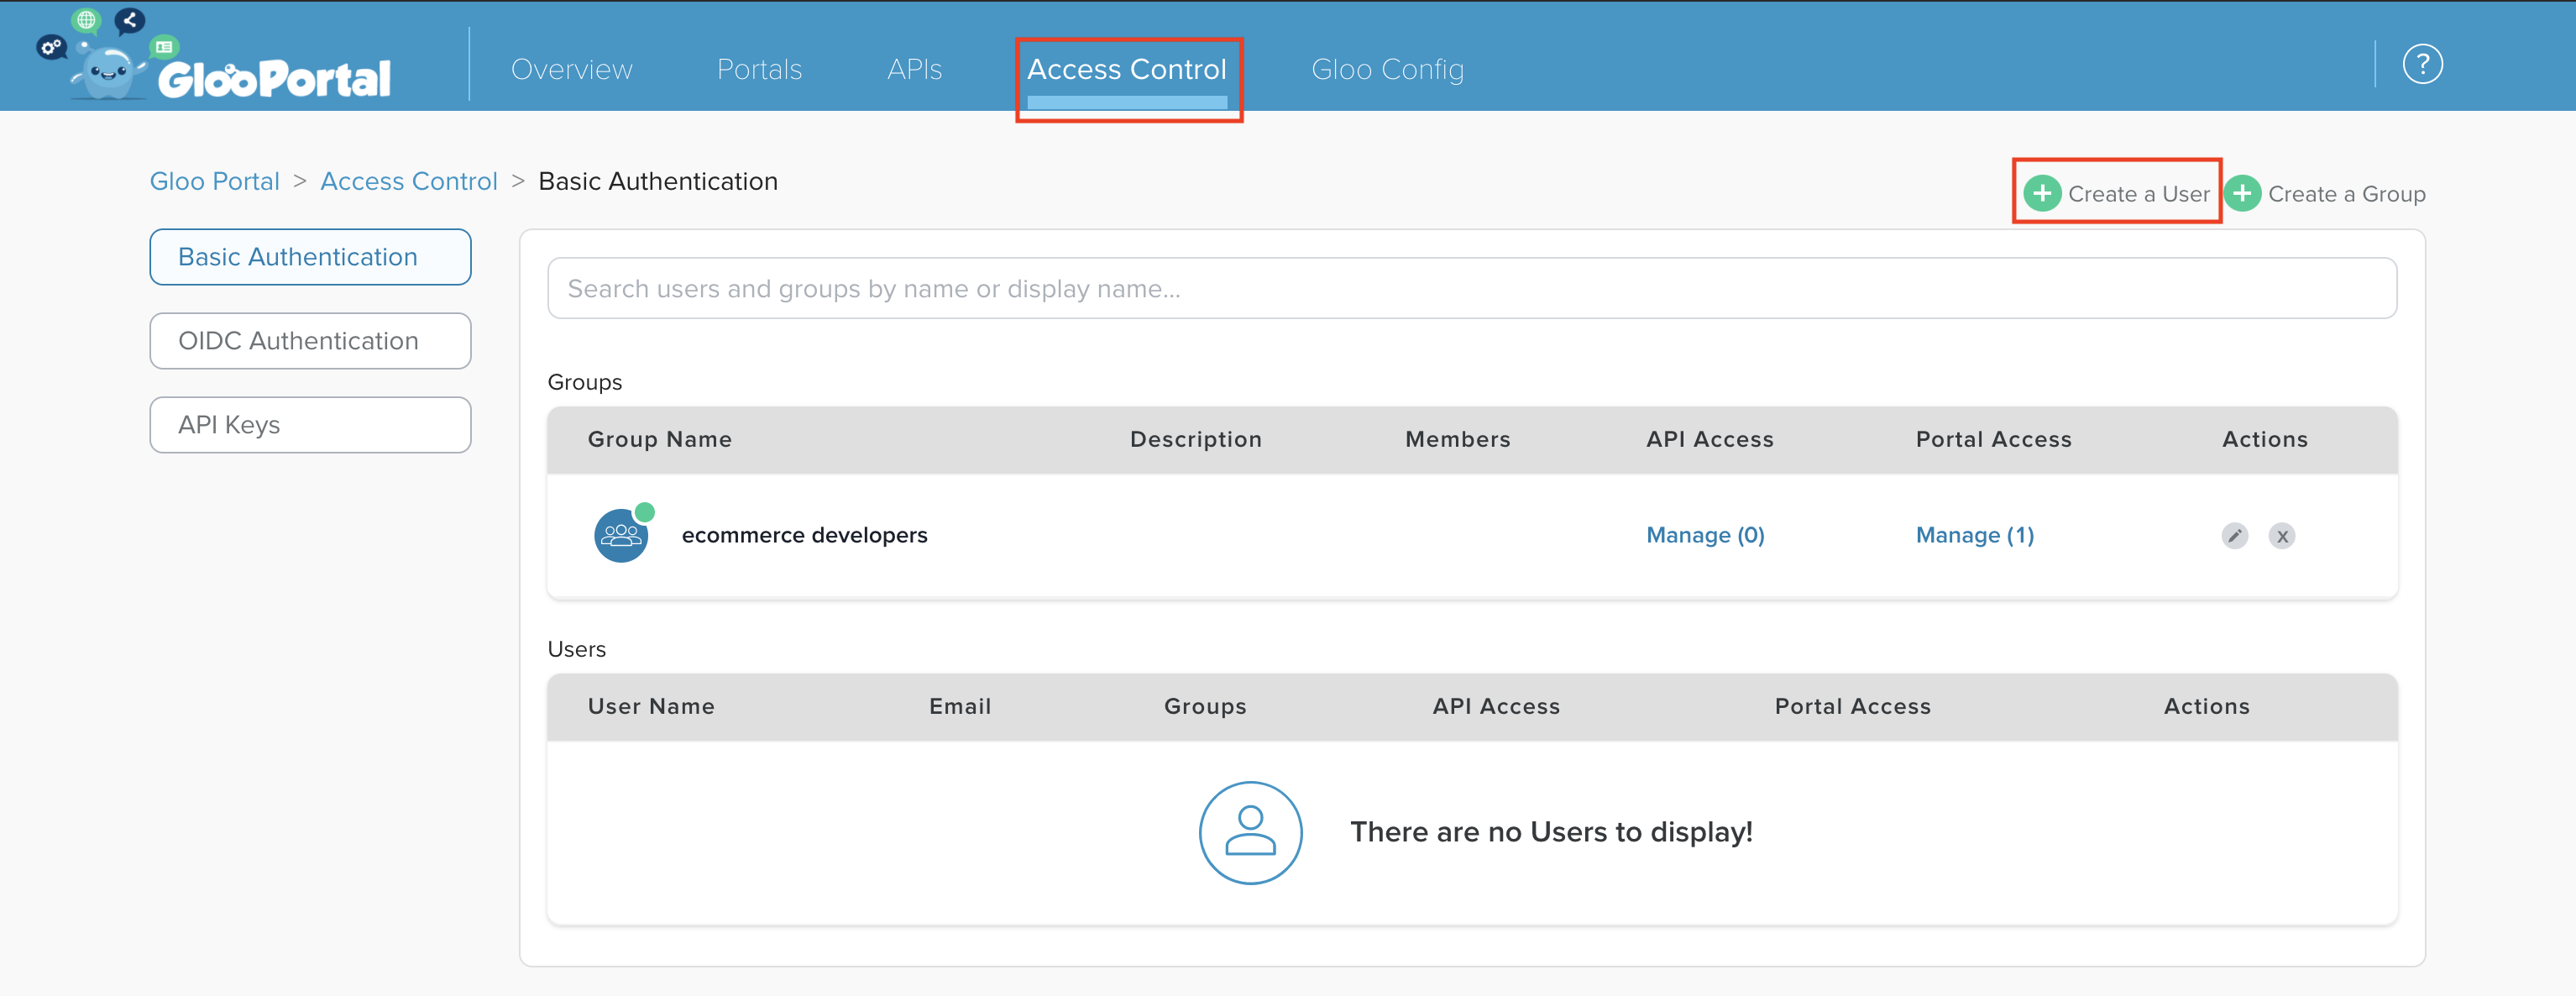 GlooPortal
Overview Portals APIs Access Control Gloo Config ?
Gloo Portal > Access Control > Basic Authentication
+ Create a User + Create a Group
Basic Authentication
OIDC Authentication
API Keys
Search users and groups by name or display name...
Groups
Group Name Description Members API Access Portal Access Actions
ecommerce developers Manage (0) Manage (1) x
Users
User Name Email Groups API Access Portal Access Actions
There are no Users to display!